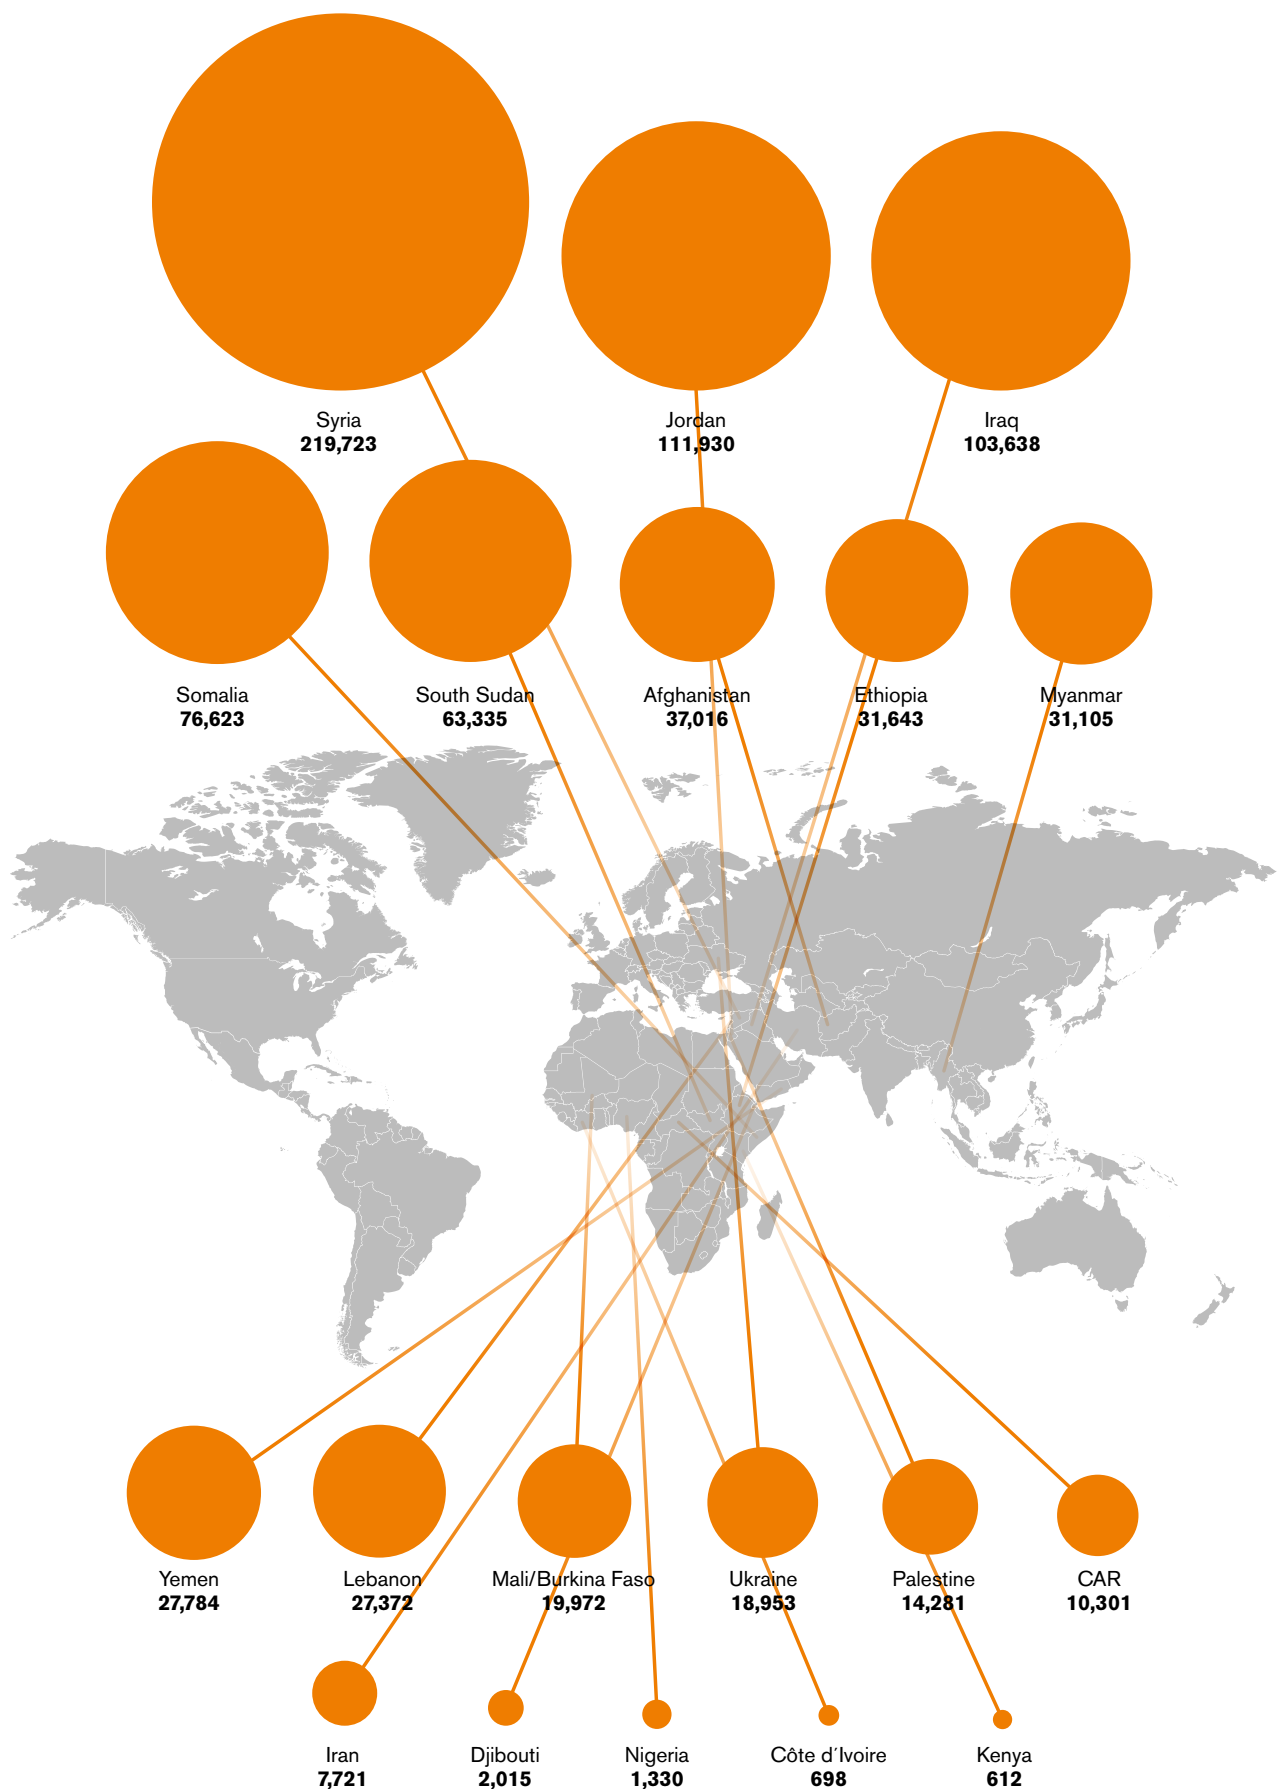 Syria
219,723
Jordan
111,930
Iraq
103,638
Somalia
76,623
South Sudan
63,335
Afghanistan
37,016
Ethiopia
31,643
Myanmar
31,105
Yemen
27,784
Lebanon
27,372
Mali/Burkina Faso
19,972
Ukraine
18,953
Palestine
14,281
CAR
10,301
Iran
7,721
Djibouti
2,015
Nigeria
1,330
Côte d´Ivoire
698
Kenya
612